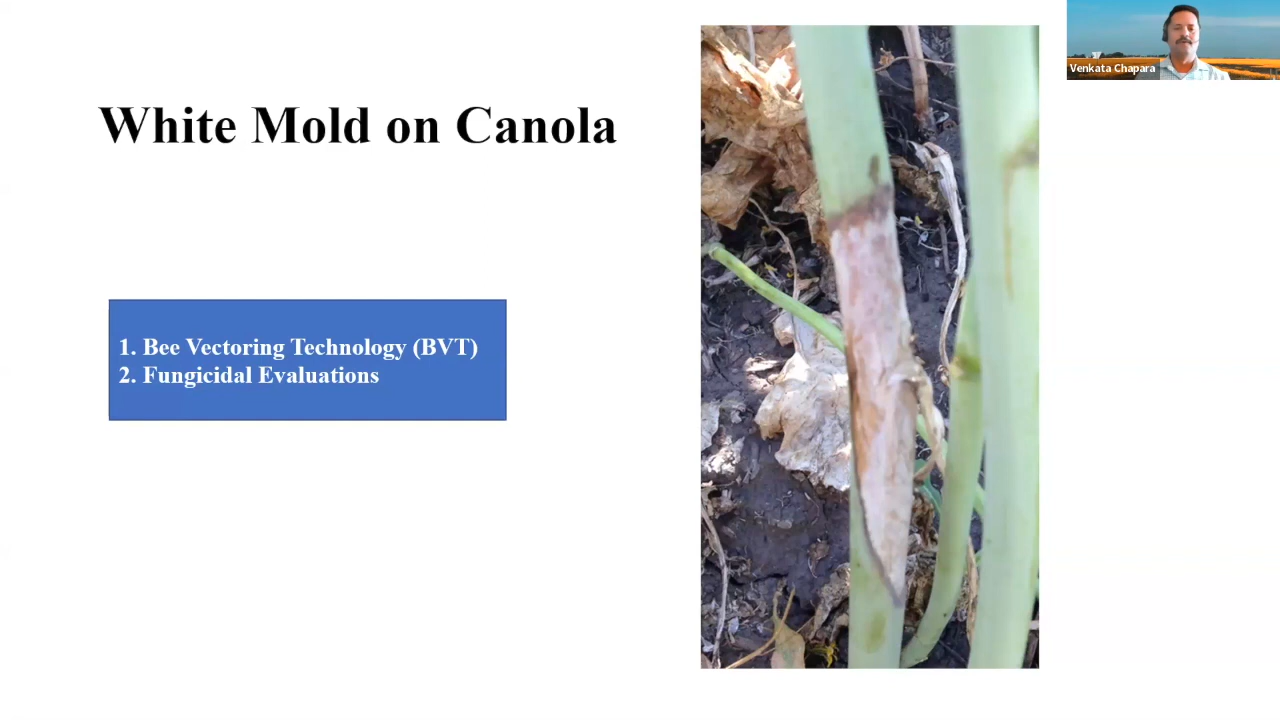 White Mold on Canola
1. Bee Vectoring Technology (BVT)
2. Fungicidal Evaluations
Venkata Chapara